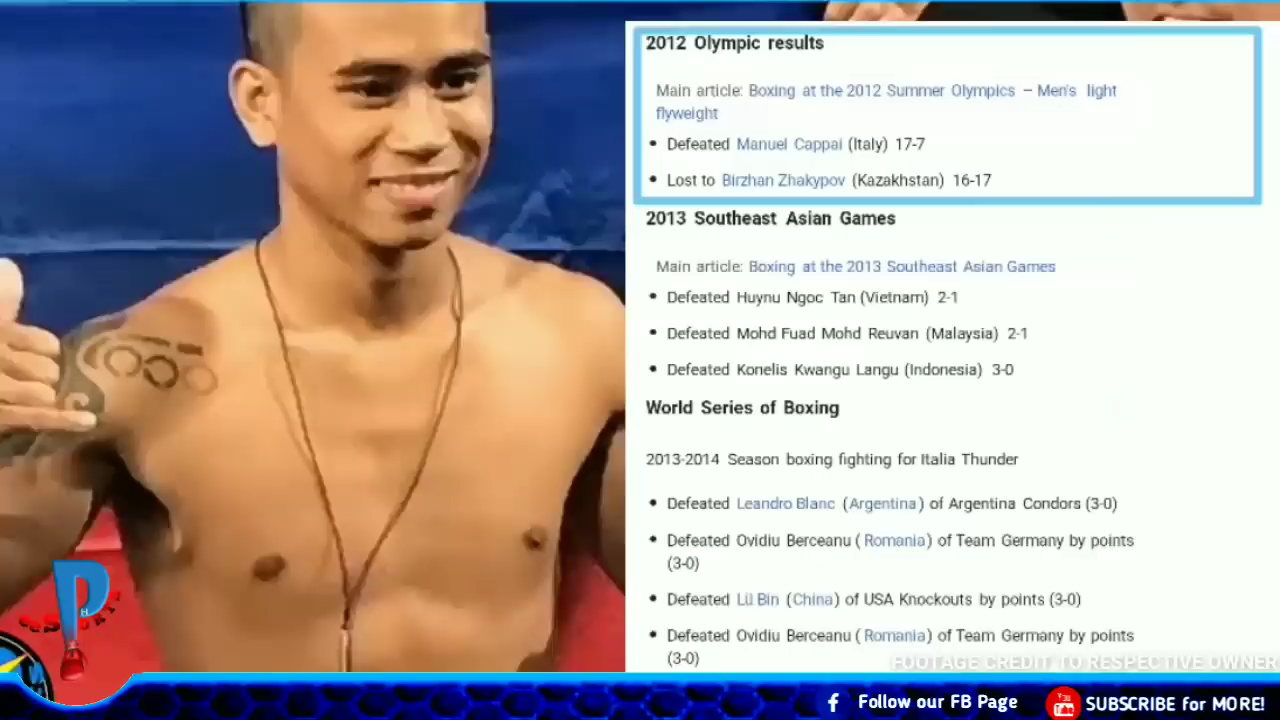 2012 Olympic results
Main article: Boxing at the 2012 Summer Olympics – Men's light
flyweight
• Defeated Manuel Cappai (Italy) 17-7
• Lost to Birzhan Zhakypov (Kazakhstan) 16-17
2013 Southeast Asian Games
Main article: Boxing at the 2013 Southeast Asian Games
• Defeated Huynu Ngoc Tan (Vietnam) 2-1
• Defeated Mohd Fuad Mohd Reuvan (Malaysia) 2-1
• Defeated Konelis Kwangu Langu (Indonesia) 3-0
World Series of Boxing
2013-2014 Season boxing fighting for Italia Thunder
• Defeated Leandro Blanc (Argentina) of Argentina Condors (3-0)
• Defeated Ovidiu Berceanu (Romania) of Team Germany by points
(3-0)
• Defeated Lü Bin (China) of USA Knockouts by points (3-0)
• Defeated Ovidiu Berceanu (Romania) of Team Germany by points
(3-0)
FOOTAGE CREDIT TO RESPECTIVE OWNER
PH
Follow our FB Page
SUBSCRIBE for MORE!